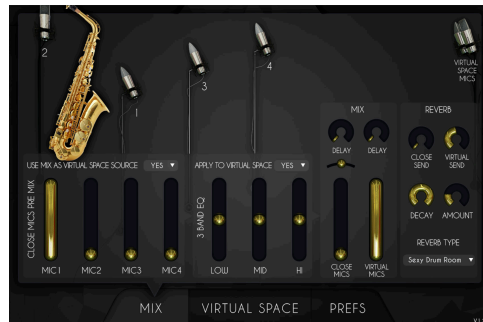 2
1
3
4
VIRTUAL
SPACE
MICS
MIX
REVERB
DELAY DELAY
CLOSE
SEND
VIRTUAL
SEND
USE MIX AS VIRTUAL SPACE SOURCE YES
APPLY TO VIRTUAL SPACE YES
CLOSE MICS PRE MIX
3 BAND EQ
DECAY AMOUNT
REVERB TYPE
Sexy Drum Room
MIC1 MIC2 MIC3 MIC4
LOW MID HI
CLOSE
MICS
VIRTUAL
MICS
MIX VIRTUAL SPACE PREFS